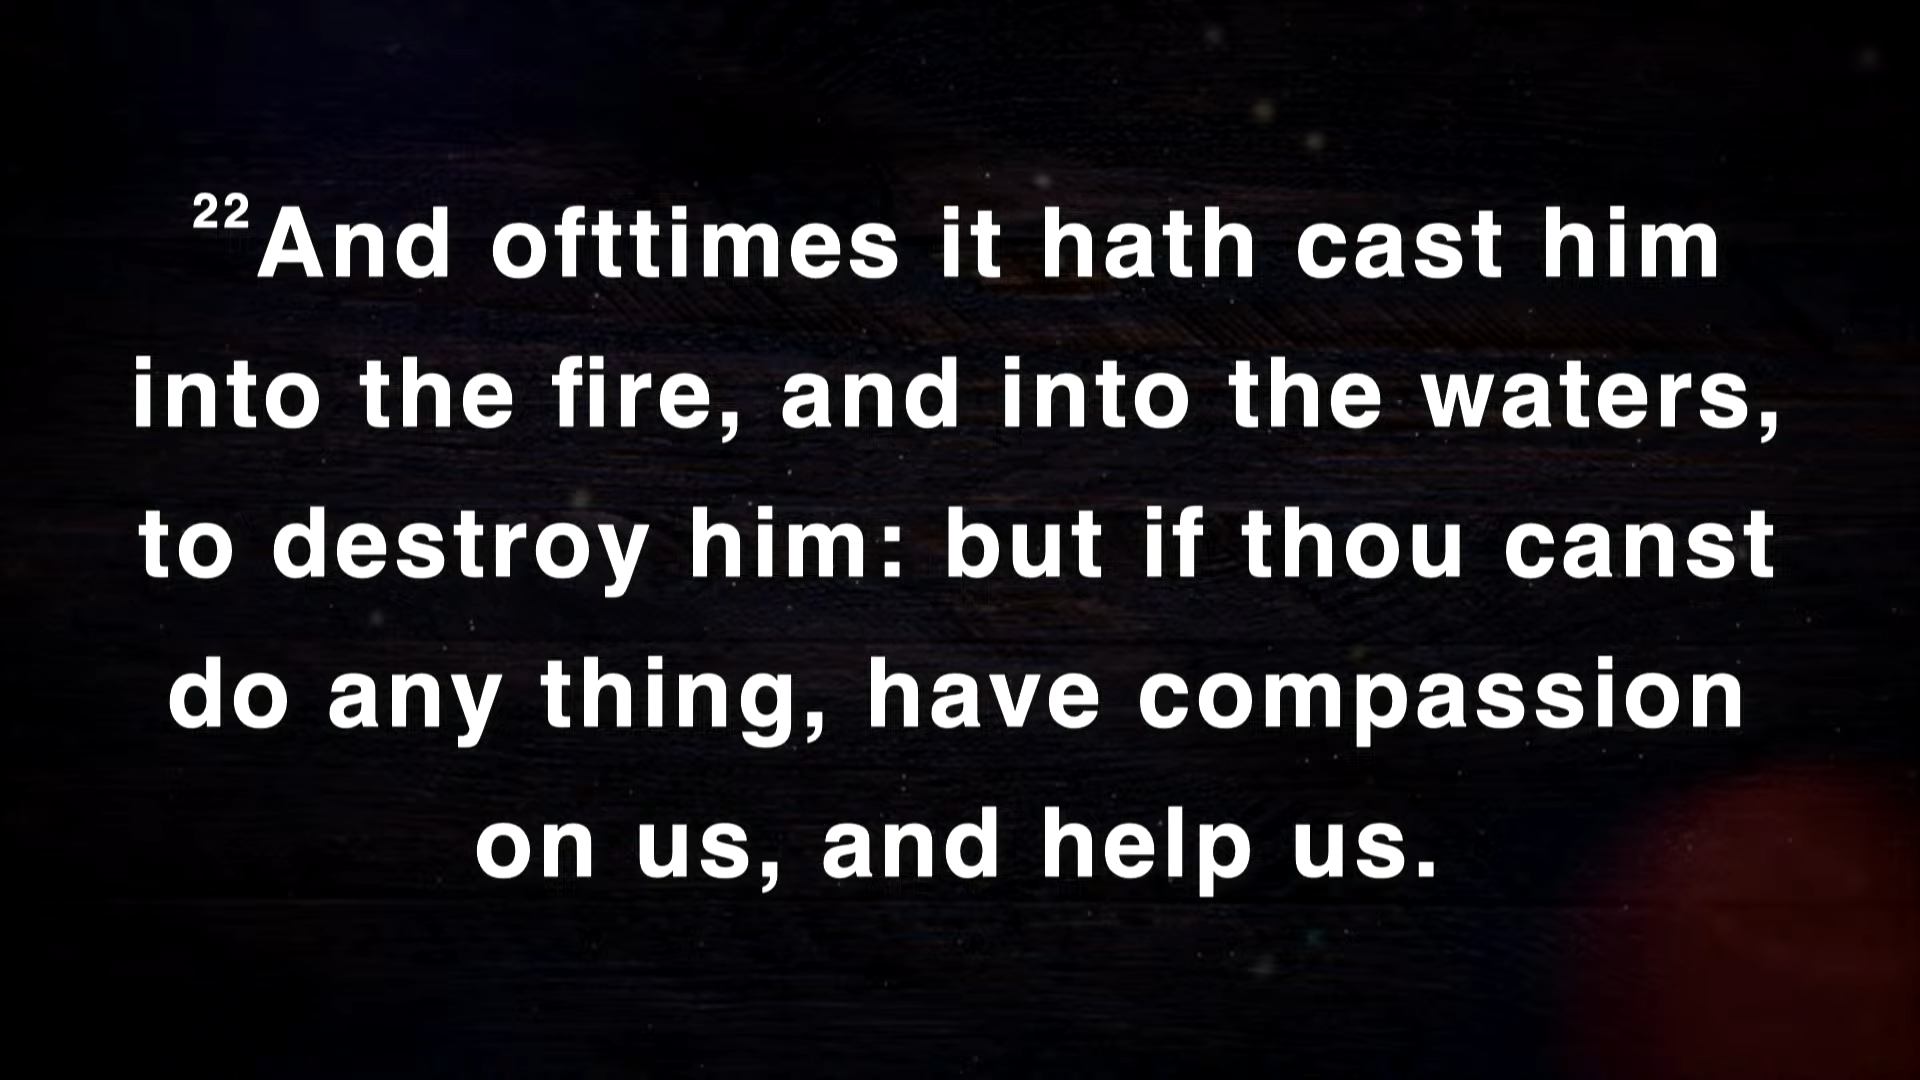 22And ofttimes it hath cast him
into the fire, and into the waters,
to destroy him: but if thou canst
do any thing, have compassion
on us, and help us.